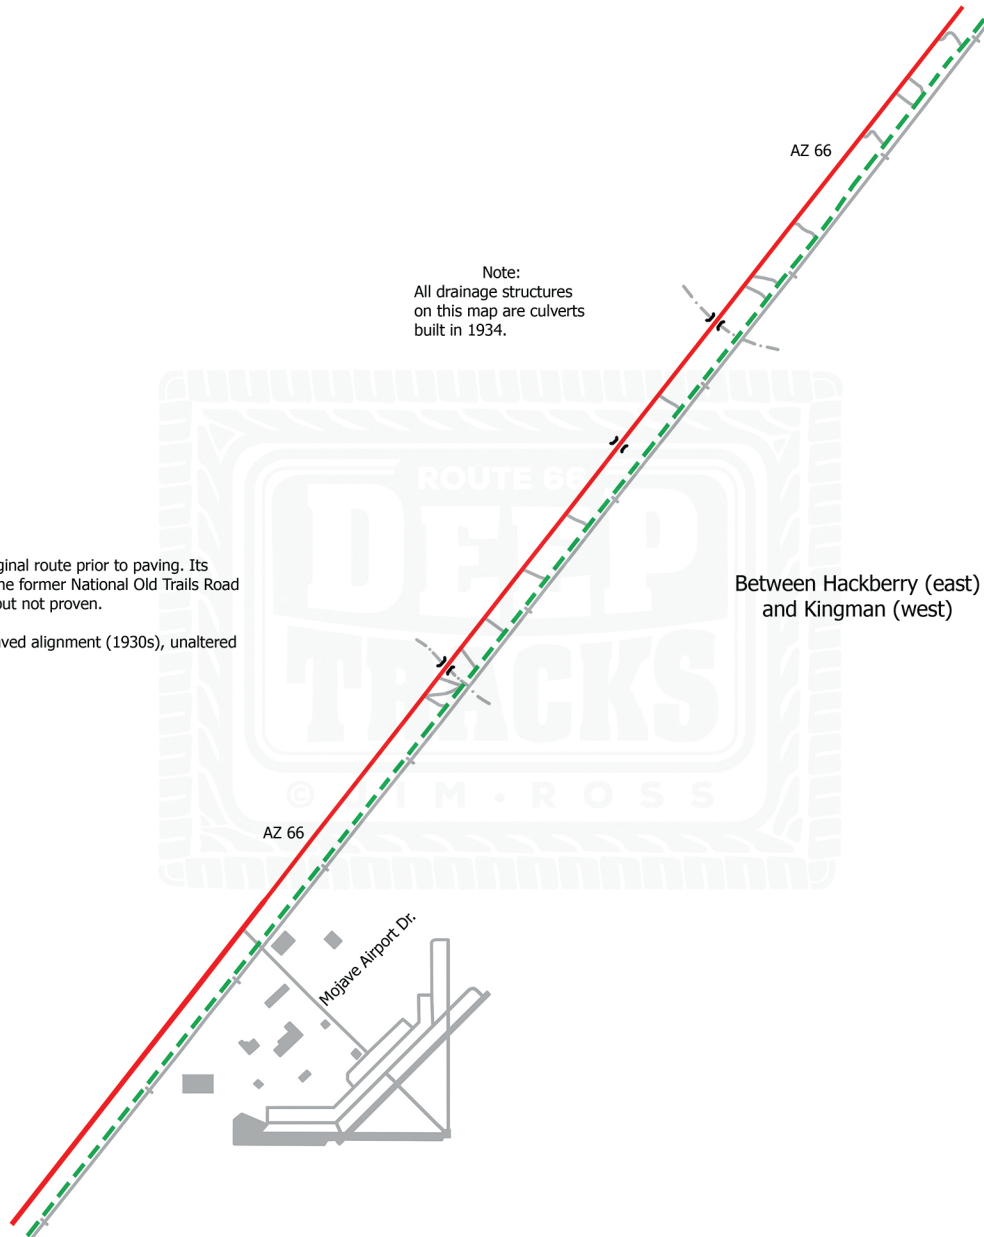 AZ 66
Note:
All drainage structures
on this map are culverts
built in 1934.
ROUTE 66
DEEP
TRACKS
© JIM • ROSS
ginal route prior to paving. Its
he former National Old Trails Road
out not proven.
ved alignment (1930s), unaltered
Between Hackberry (east)
and Kingman (west)
AZ 66
Mojave Airport Dr.